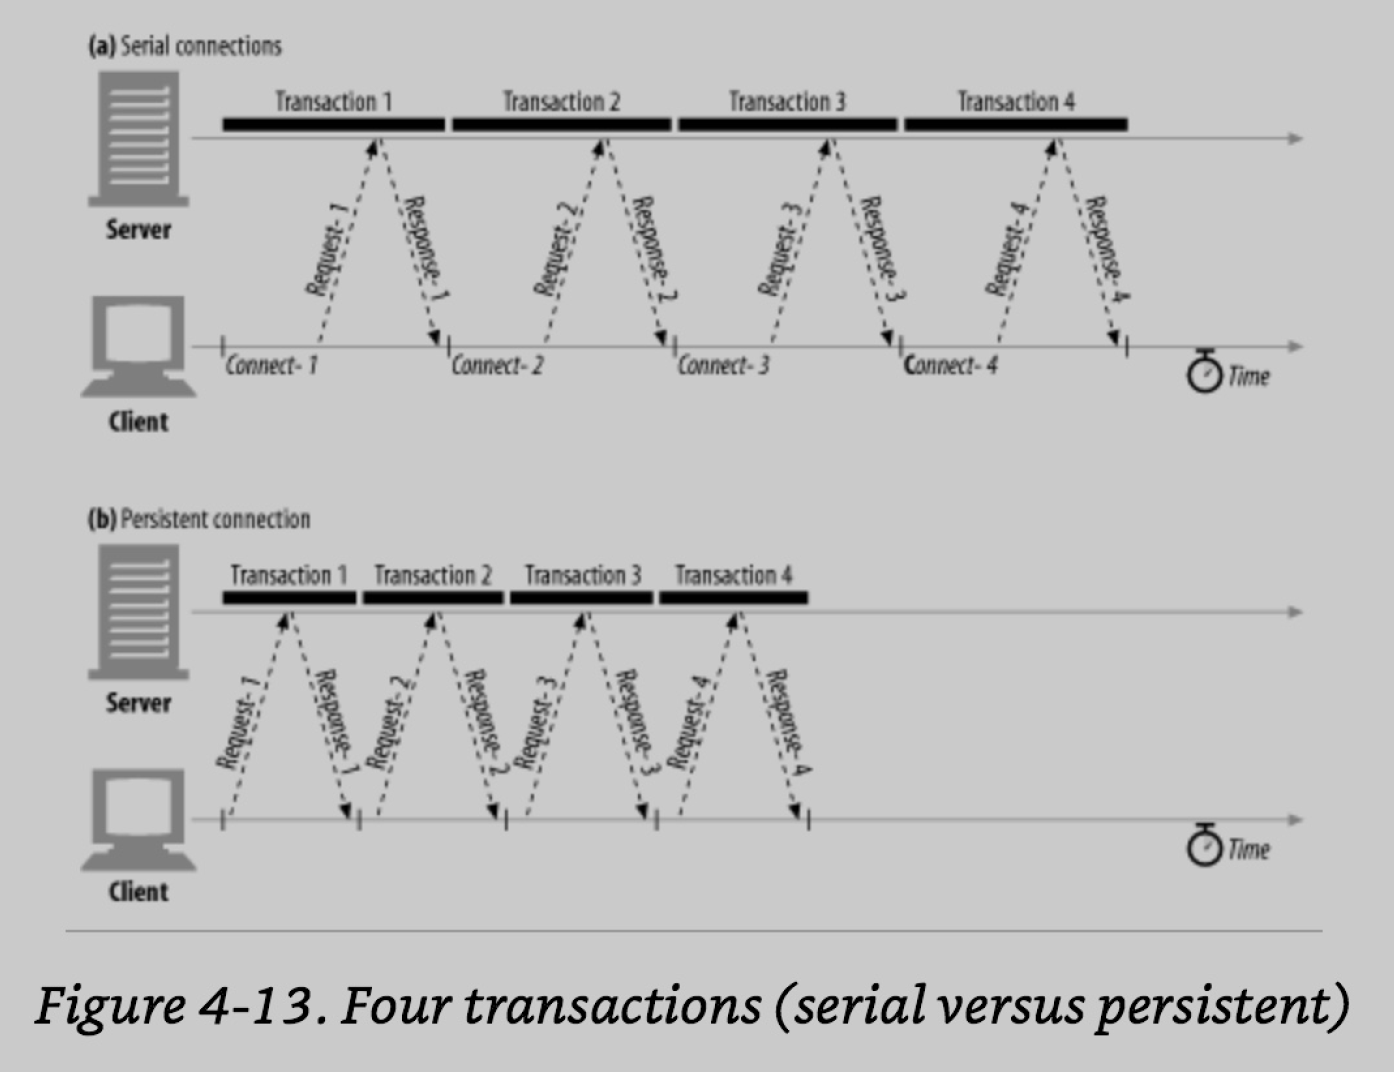 (a) Serial connections
Transaction 1 Transaction 2 Transaction 3 Transaction 4
Request- 1 Response- 1 Request- 2 Response- 2 Request- 3 Response- 3 Request- 4 Response- 4
Server
Connect- 1 Connect- 2 Connect- 3 Connect- 4 Time
Client
(b) Persistent connection
Transaction 1 Transaction 2 Transaction 3 Transaction 4
Request- 1 Response- 1 Request- 2 Response- 2 Request- 3 Response- 3 Request- 4 Response- 4
Server
Time
Client
Figure 4-13. Four transactions (serial versus persistent)